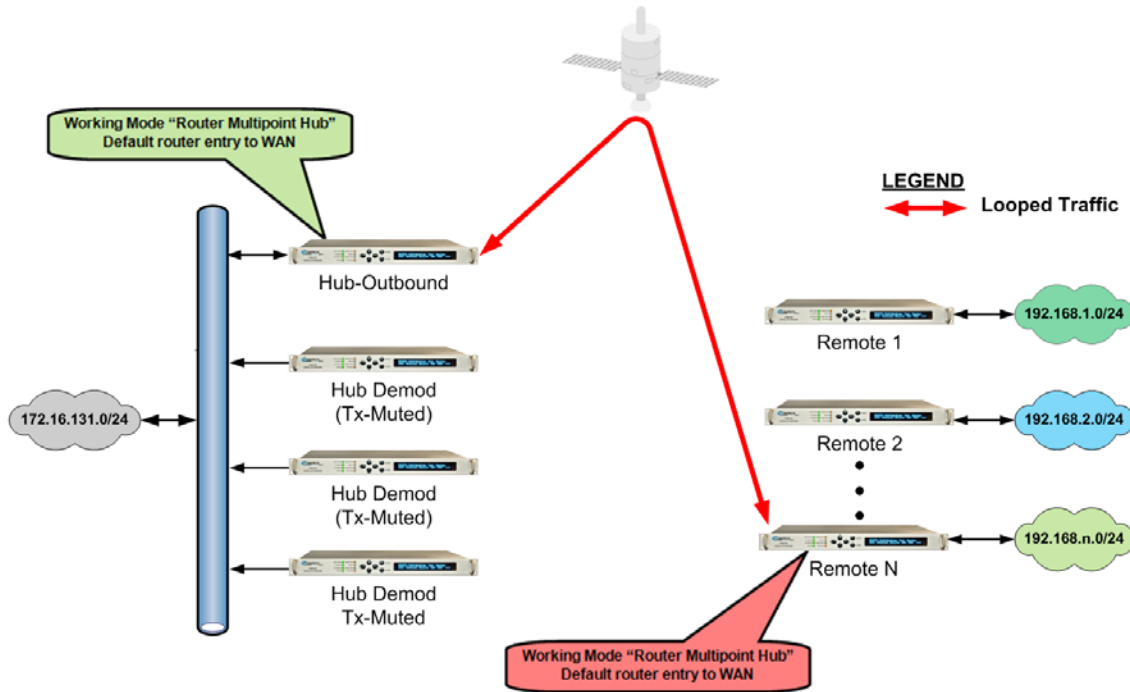 Working Mode “Router Multipoint Hub”
Default router entry to WAN
LEGEND
Looped Traffic
Hub-Outbound
192.168.1.0/24
Remote 1
Hub Demod
(Tx-Muted)
172.16.131.0/24
192.168.2.0/24
Remote 2
Hub Demod
(Tx-Muted)
192.168.n.0/24
Remote N
Hub Demod
Tx-Muted
Working Mode “Router Multipoint Hub”
Default router entry to WAN